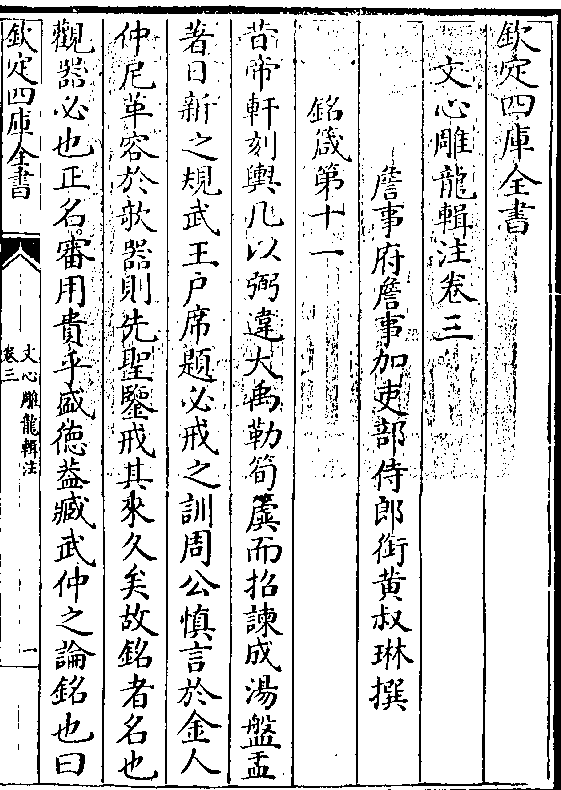 欽定四庫全書
文心雕龍輯注卷三
詹事府詹事加吏部侍郎銜黄叔琳撰
銘箴第十一
昔帝軒刻輿几以弼違大禹勒筍虡而招諫成湯盤盂
著日新之規武王户席題必戒之訓周公慎言於金人
仲尼革容於欹器則先聖鑒戒其來久矣故銘者名也
觀器必也正名審用貴乎盛德葢臧武仲之論銘也曰
欽定四庫全書
文心雕龍輯注
卷三
一